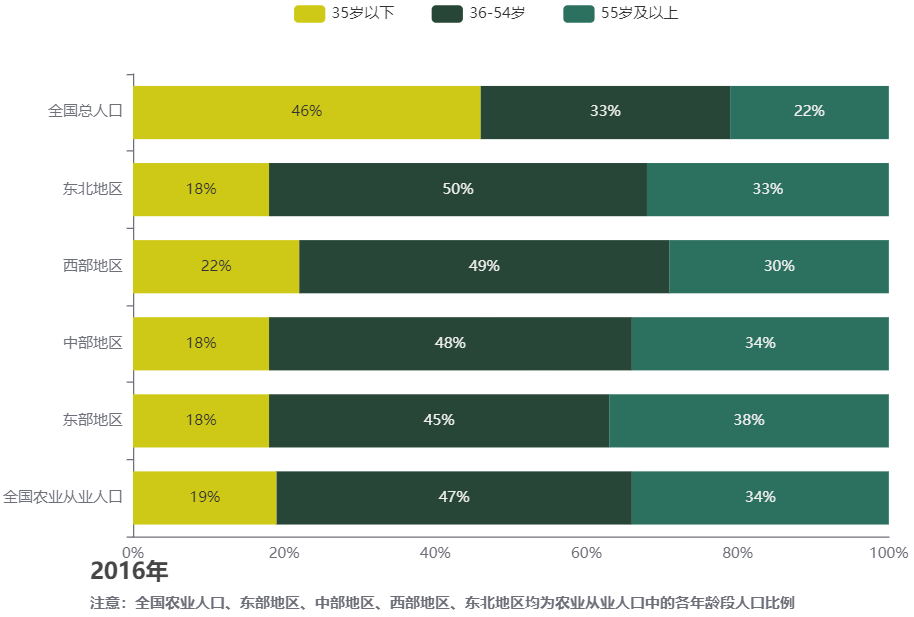 35岁以下 36-54岁 55岁及以上
全国总人口 46% 33% 22%
东北地区 18% 50% 33%
西部地区 22% 49% 30%
中部地区 18% 48% 34%
东部地区 18% 45% 38%
全国农业从业人口 19% 47% 34%
0% 20% 40% 60% 80% 100%
2016年
注意：全国农业人口、东部地区、中部地区、西部地区、东北地区均为农业从业人口中的各年龄段人口比例